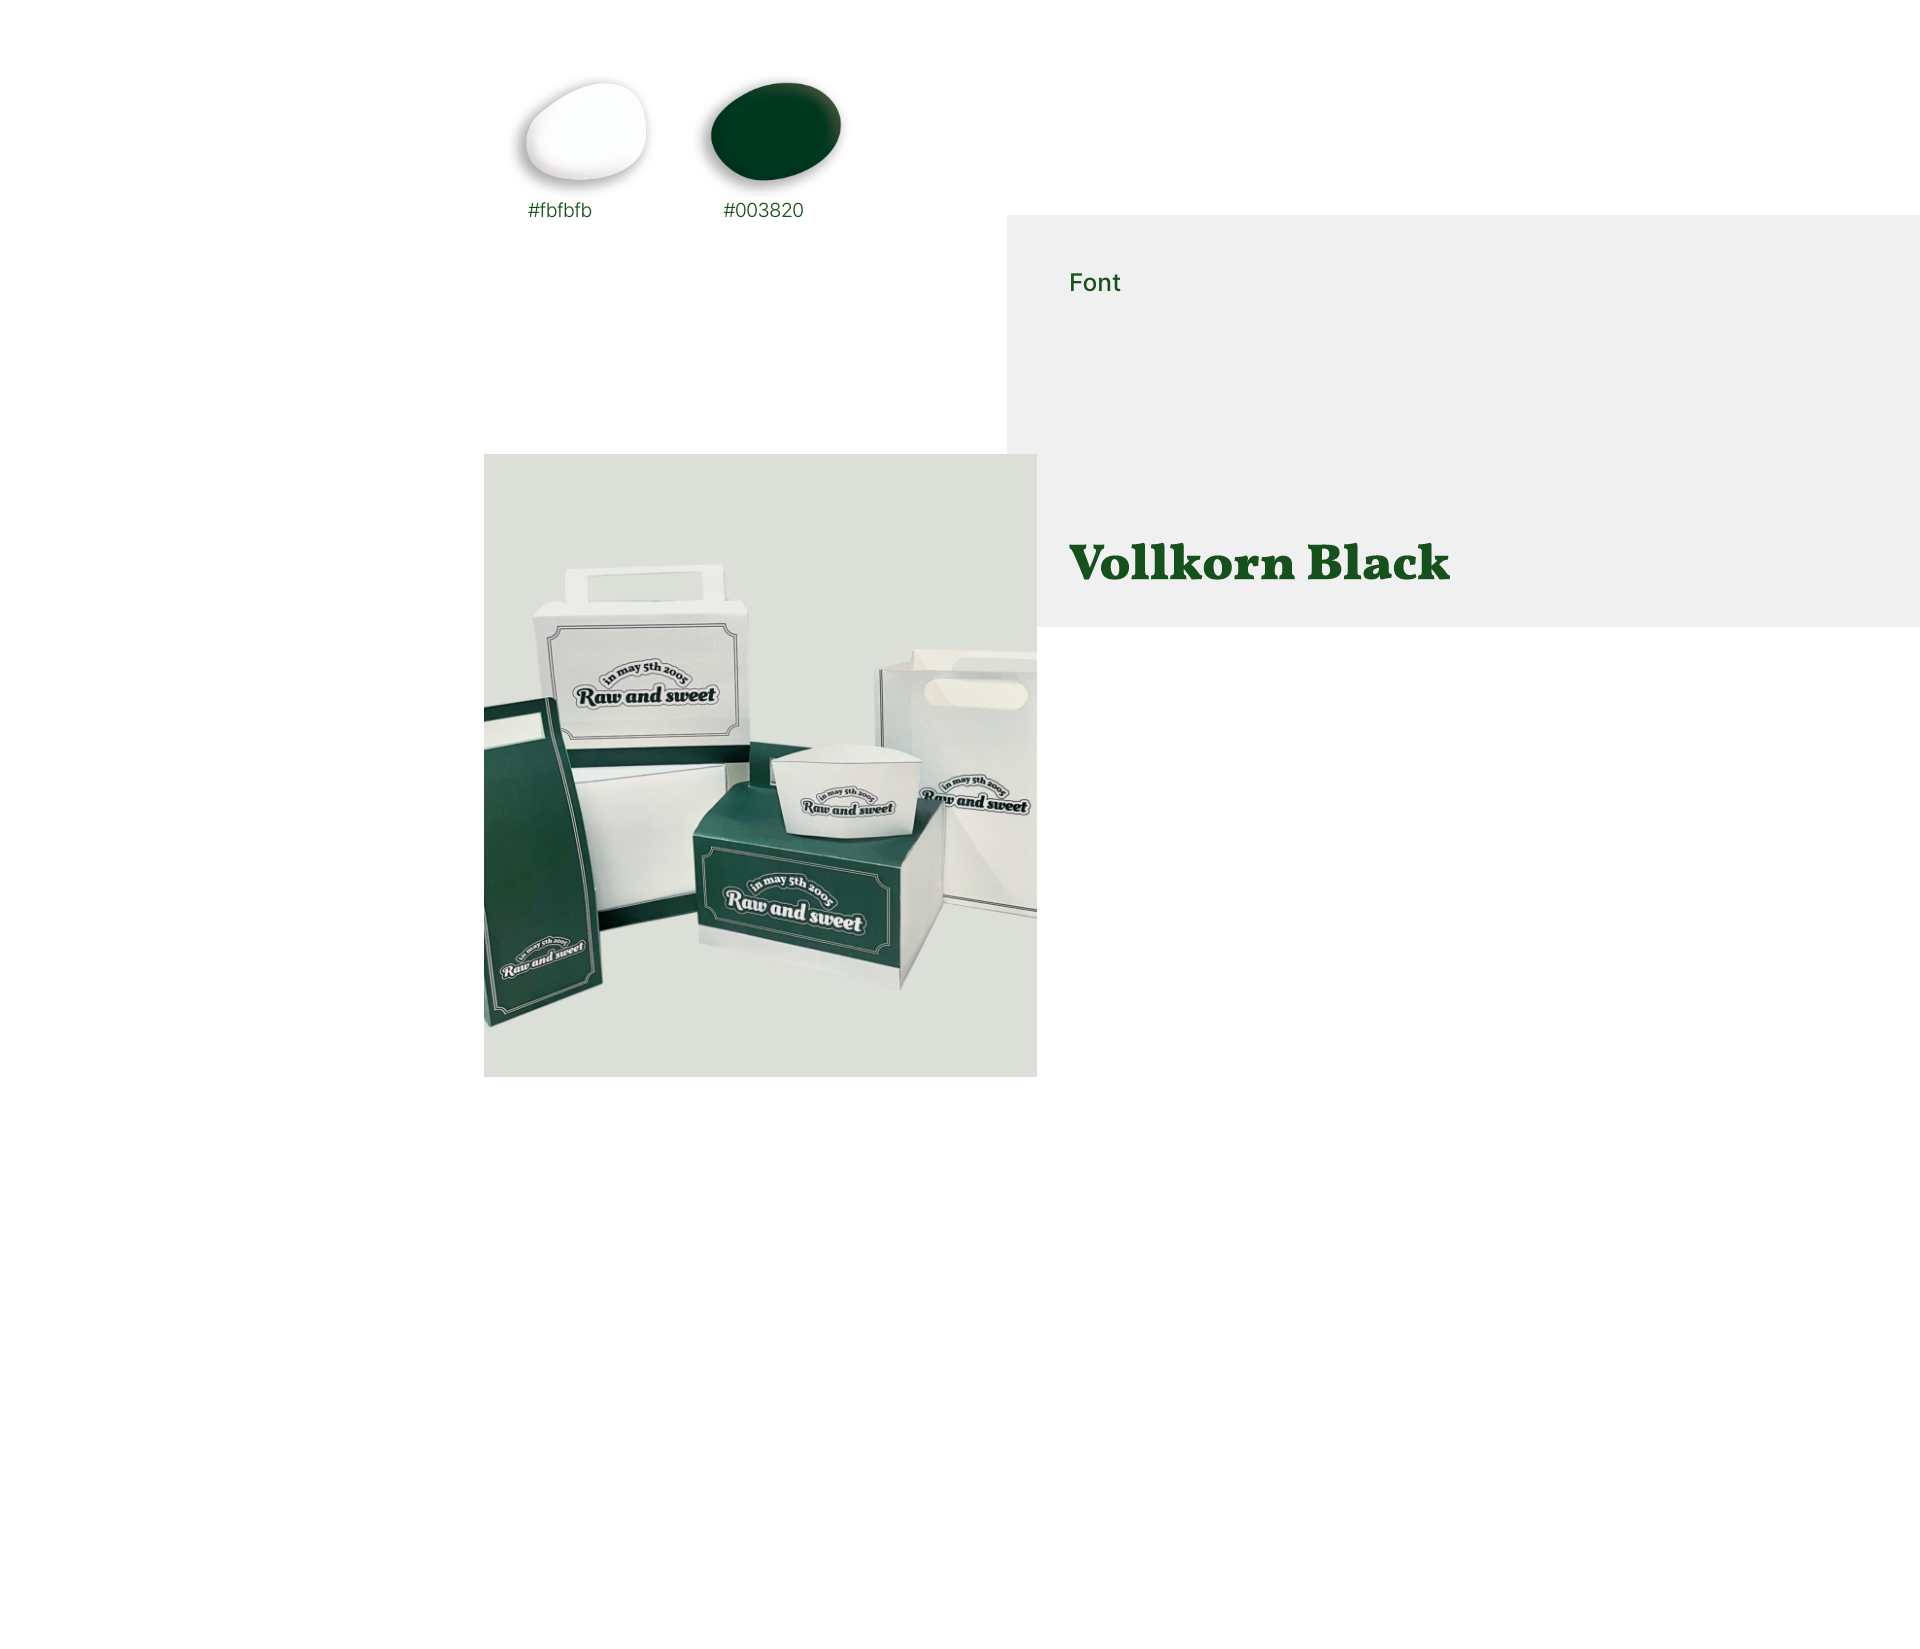 #fbfbfb
#003820
Font
Vollkorn Black
in may 5th 2005
Raw and sweet
in may 5th 2005
Raw and sweet
in may 5th 2005
Raw and sweet
in may 5th 2005
Raw and sweet
in may 5th 2005
Raw and sweet